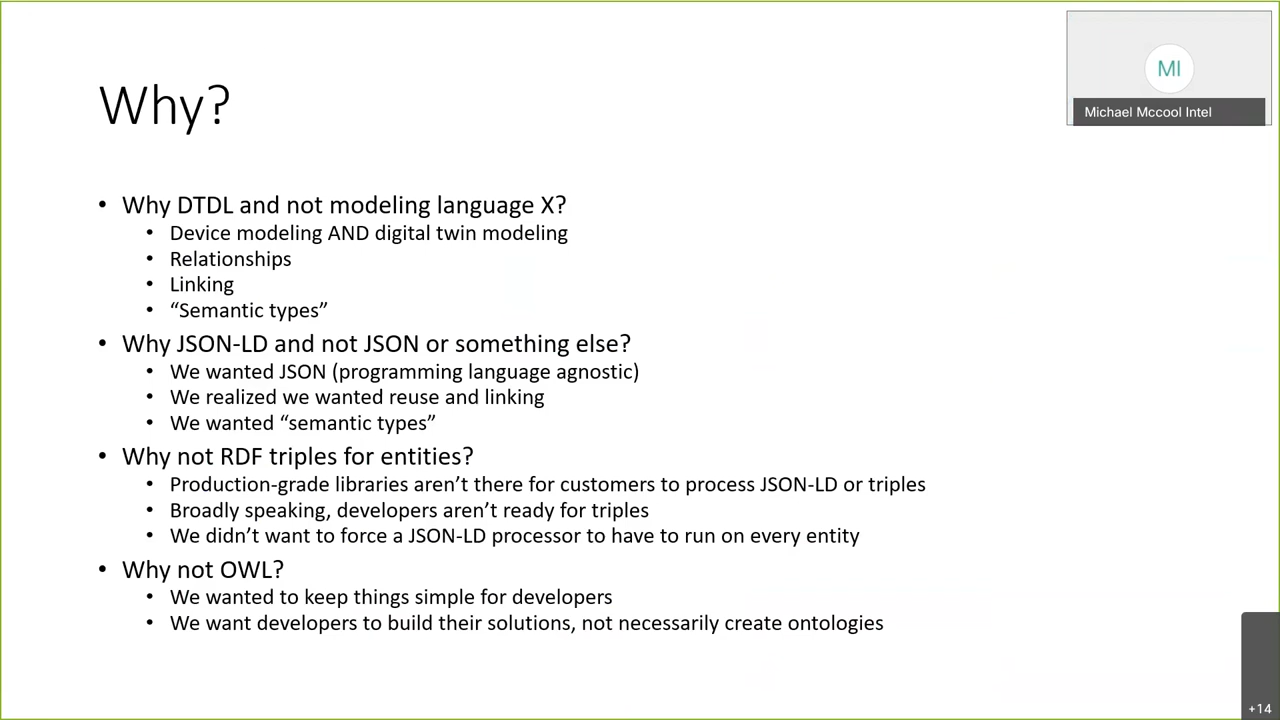 Why?
MI
Michael Mccool Intel
• Why DTDL and not modeling language X?
• Device modeling AND digital twin modeling
• Relationships
• Linking
• “Semantic types”
• Why JSON-LD and not JSON or something else?
• We wanted JSON (programming language agnostic)
• We realized we wanted reuse and linking
• We wanted “semantic types”
• Why not RDF triples for entities?
• Production-grade libraries aren’t there for customers to process JSON-LD or triples
• Broadly speaking, developers aren’t ready for triples
• We didn’t want to force a JSON-LD processor to have to run on every entity
• Why not OWL?
• We wanted to keep things simple for developers
• We want developers to build their solutions, not necessarily create ontologies
+14